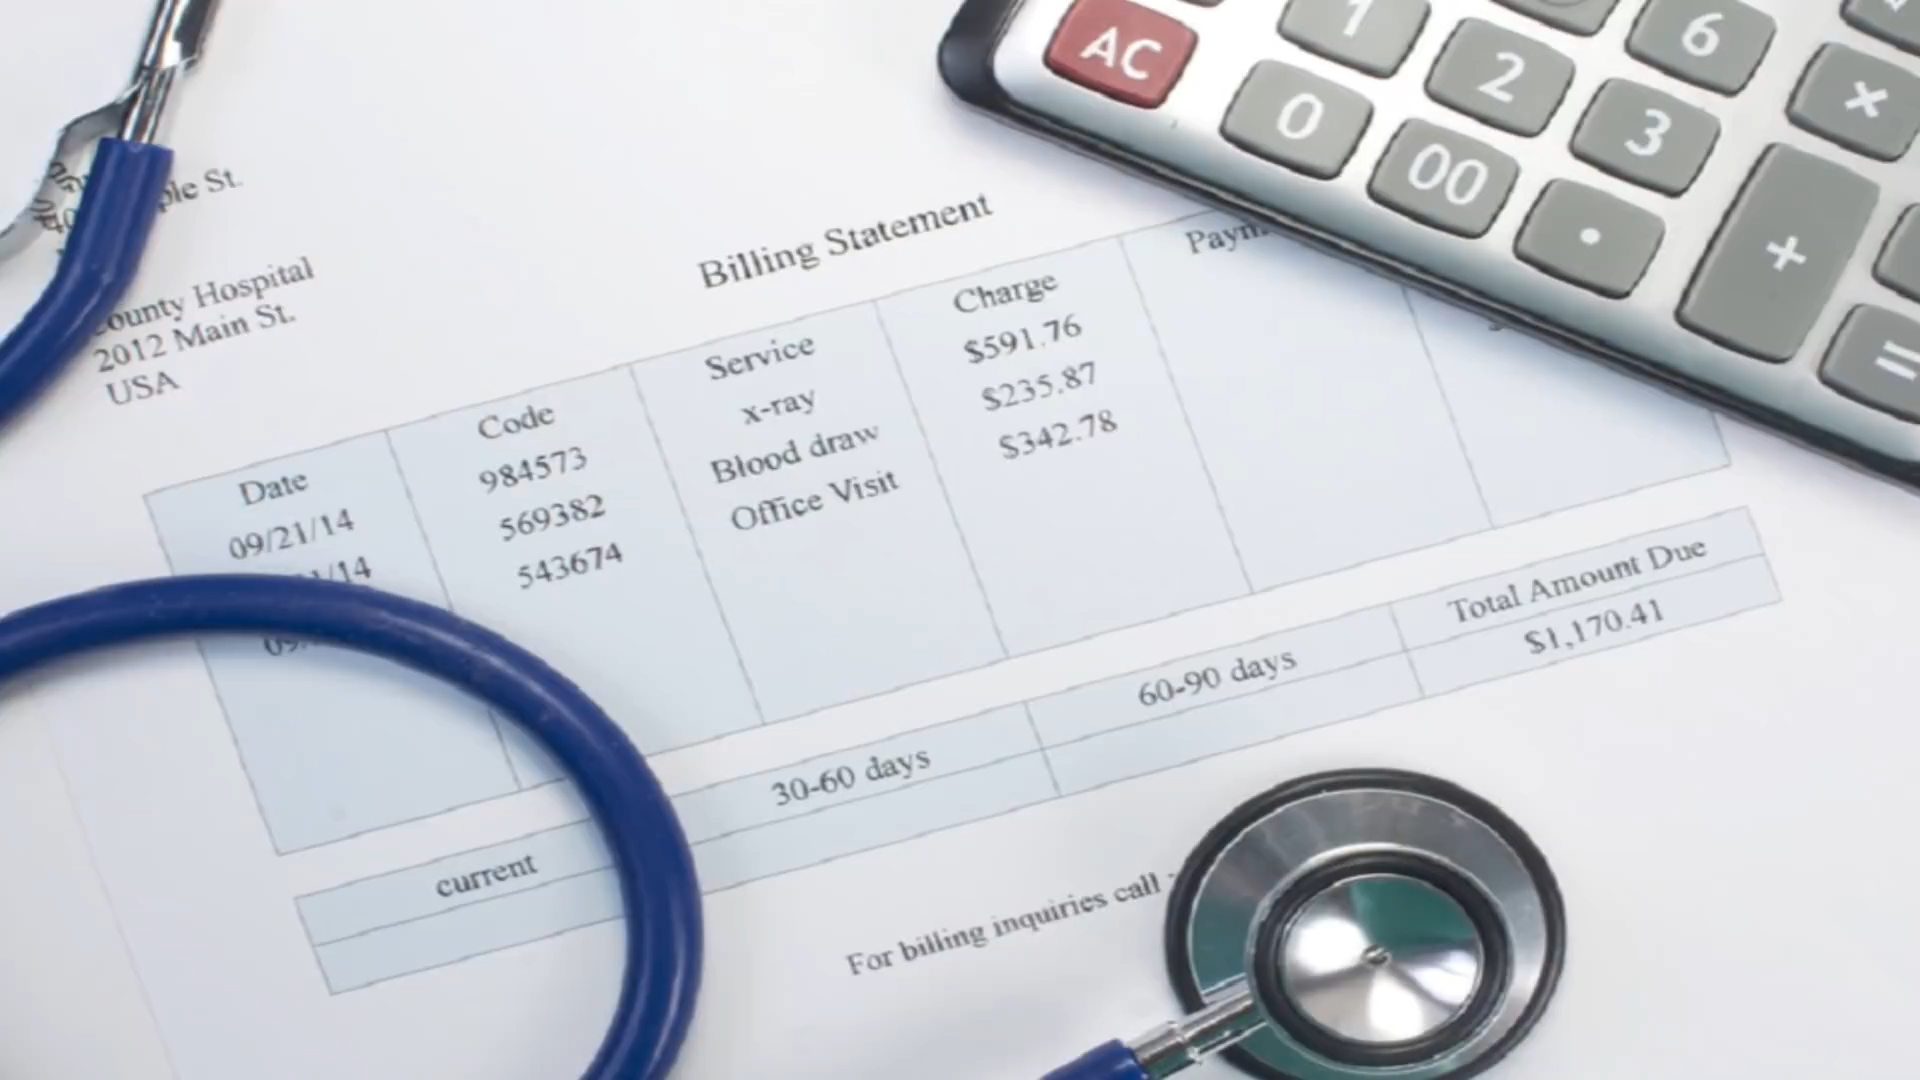 ple St.
County Hospital
2012 Main St.
USA
Billing Statement
Date Code Service Charge
09/21/14 984573 x-ray $591.76
569382 Blood draw $235.87
543674 Office Visit $342.78
current 30-60 days 60-90 days Total Amount Due
$1,170.41
For billing inquiries call
AC 1 6
0 2 ×
00 3
. +
=